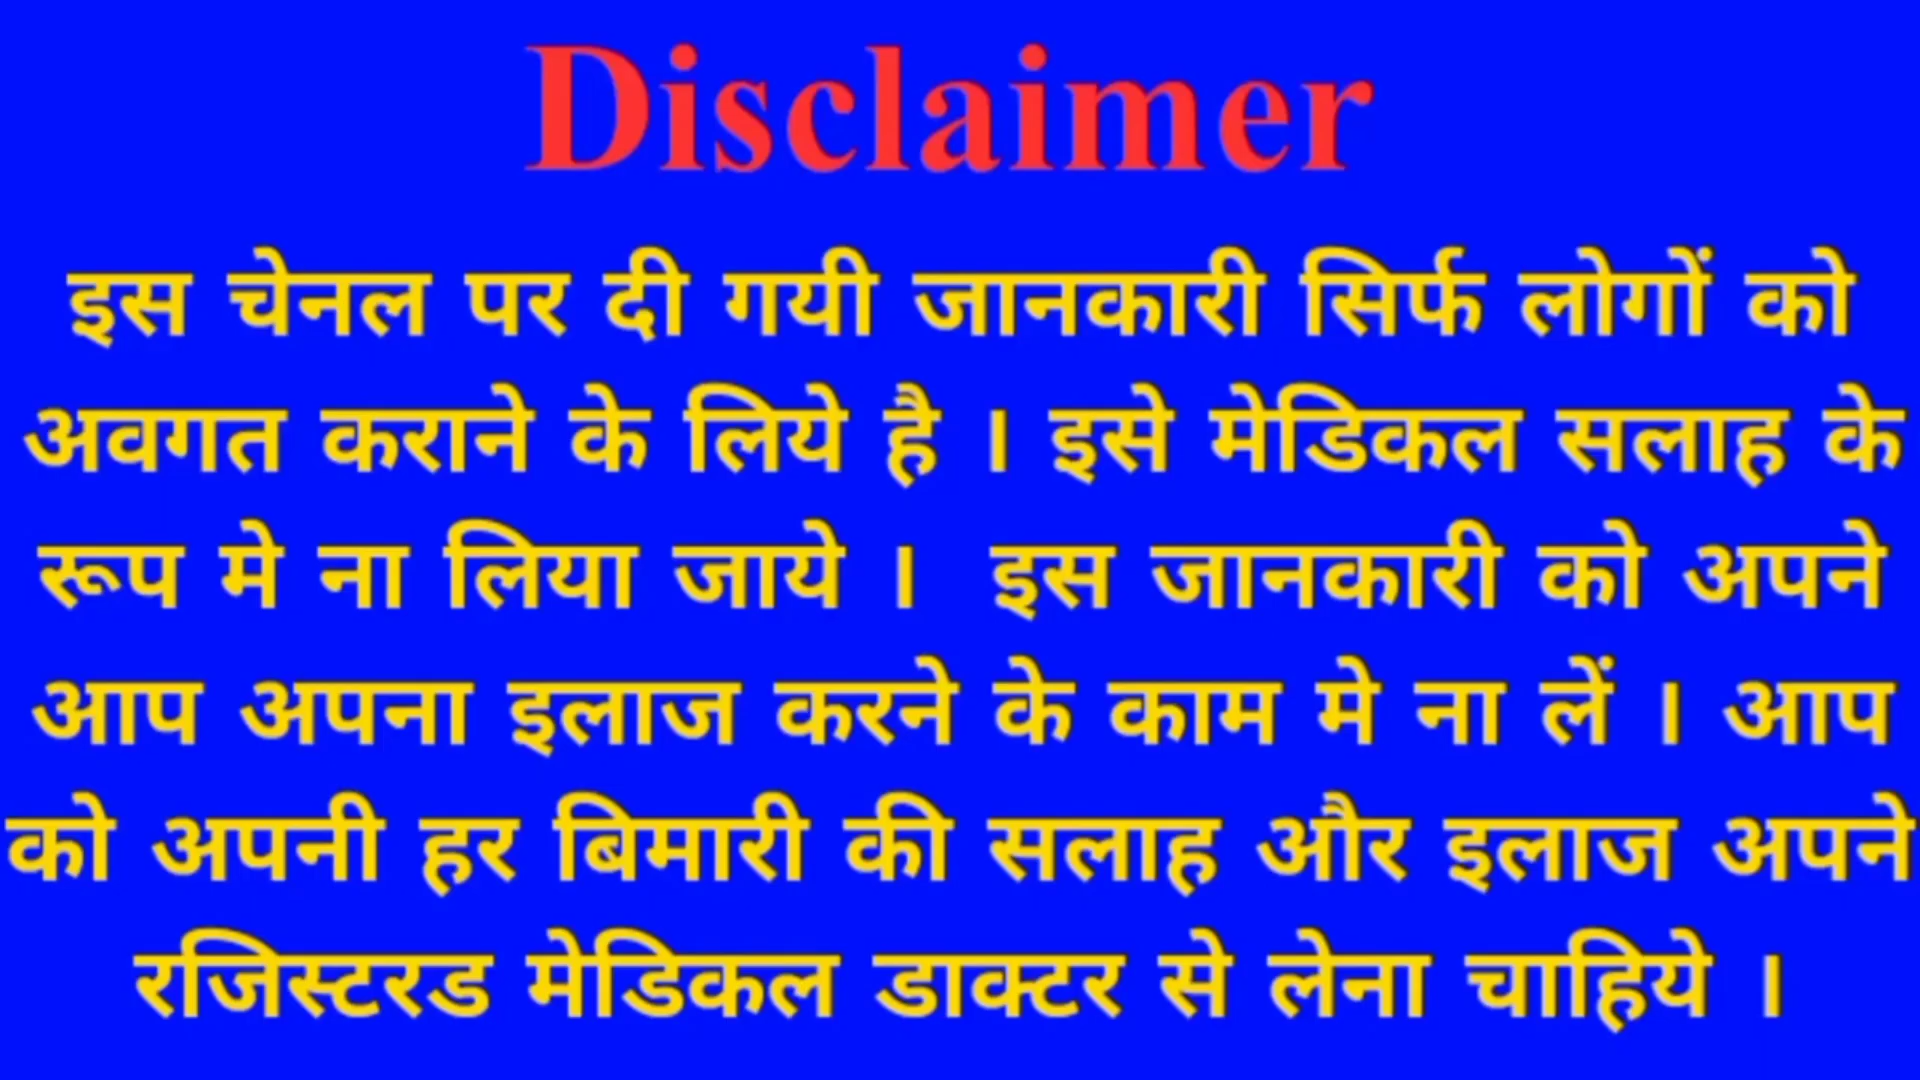 Disclaimer
इस चेनल पर दी गयी जानकारी सिर्फ लोगों को
अवगत कराने के लिये है । इसे मेडिकल सलाह के
रूप मे ना लिया जाये । इस जानकारी को अपने
आप अपना इलाज करने के काम मे ना लें । आप
को अपनी हर बिमारी की सलाह और इलाज अपने
रजिस्टरड मेडिकल डाक्टर से लेना चाहिये ।